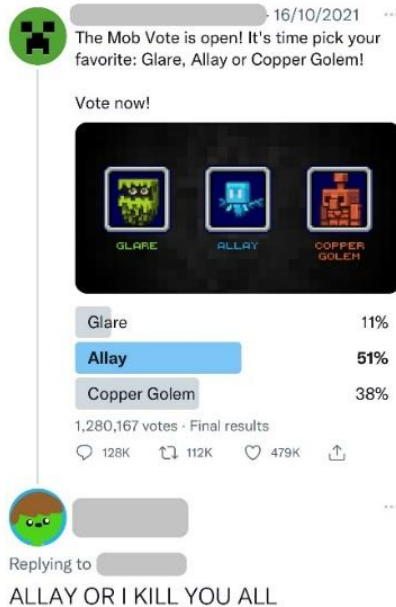 16/10/2021
The Mob Vote is open! It's time pick your
favorite: Glare, Allay or Copper Golem!
Vote now!
GLARE
ALLAY
COPPER
GOLEM
Glare 11%
Allay 51%
Copper Golem 38%
1,280,167 votes · Final results
128K 112K 479K
Replying to
ALLAY OR I KILL YOU ALL